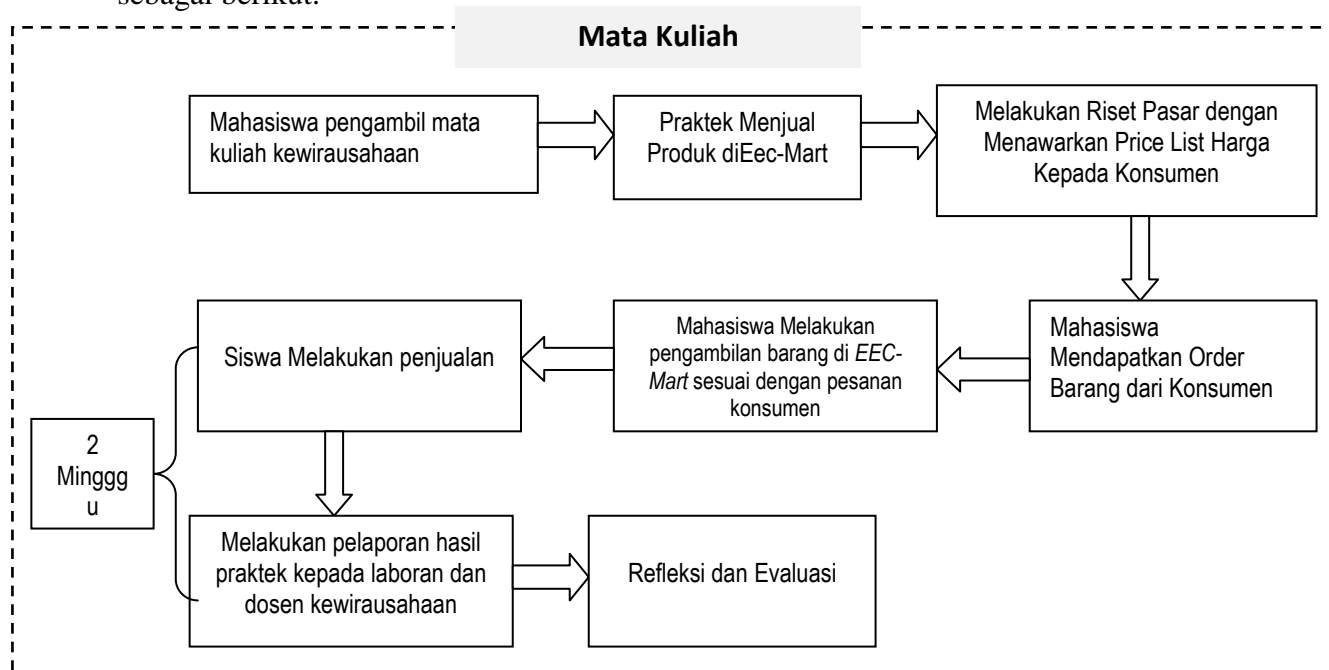 sebagai berikut:
Mata Kuliah
Mahasiswa pengambil mata
kuliah kewirausahaan
Praktek Menjual
Produk diEec-Mart
Melakukan Riset Pasar dengan
Menawarkan Price List Harga
Kepada Konsumen
Mahasiswa
Mendapatkan Order
Barang dari Konsumen
Mahasiswa Melakukan
pengambilan barang di EEC-
Mart sesuai dengan pesanan
konsumen
Siswa Melakukan penjualan
2
Minggg
u
Melakukan pelaporan hasil
praktek kepada laboran dan
dosen kewirausahaan
Refleksi dan Evaluasi